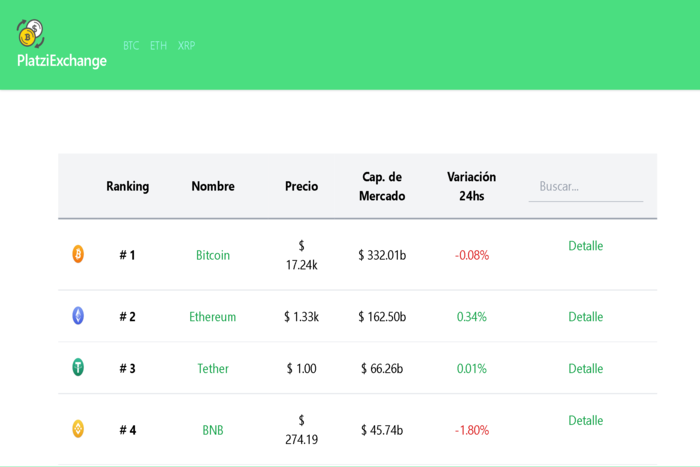 PlatziExchange
BTC ETH XRP
Ranking Nombre Precio Cap. de Mercado Variación 24hs Buscar...
# 1 Bitcoin $ 17.24k $ 332.01b -0.08% Detalle
# 2 Ethereum $ 1.33k $ 162.50b 0.34% Detalle
# 3 Tether $ 1.00 $ 66.26b 0.01% Detalle
# 4 BNB $ 274.19 $ 45.74b -1.80% Detalle